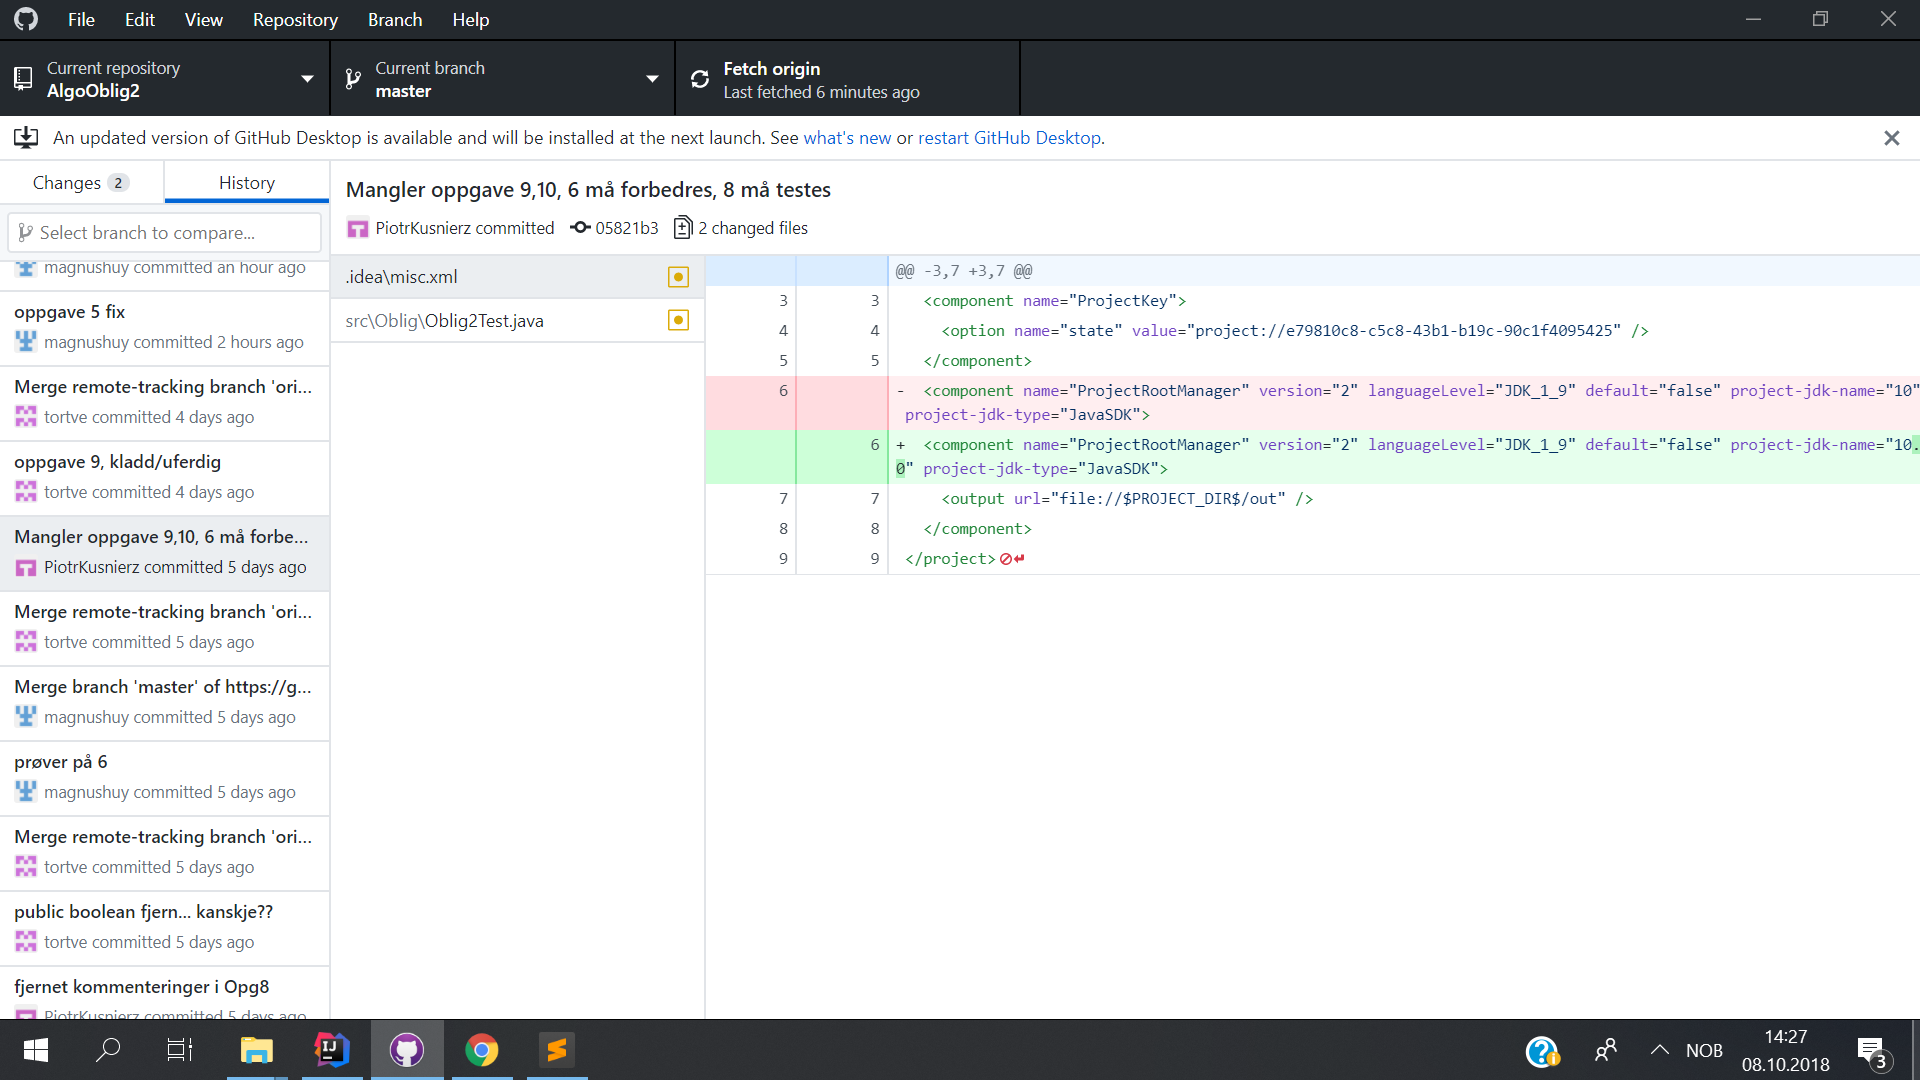 File Edit View Repository Branch Help
Current repository
AlgoOblig2
Current branch
master
Fetch origin
Last fetched 6 minutes ago
An updated version of GitHub Desktop is available and will be installed at the next launch. See what's new or restart GitHub Desktop.
Changes 2
History
Select branch to compare...
magnushuy committed an hour ago
oppgave 5 fix
magnushuy committed 2 hours ago
Merge remote-tracking branch 'ori...
tortve committed 4 days ago
oppgave 9, kladd/uferdig
tortve committed 4 days ago
Mangler oppgave 9,10, 6 må forbe...
PiotrKusnierz committed 5 days ago
Merge remote-tracking branch 'ori...
tortve committed 5 days ago
Merge branch 'master' of https://g...
magnushuy committed 5 days ago
prøver på 6
magnushuy committed 5 days ago
Merge remote-tracking branch 'ori...
tortve committed 5 days ago
public boolean fjern... kanskje??
tortve committed 5 days ago
fjernet kommenteringer i Opg8
PiotrKusnierz committed 5 days ago
Mangler oppgave 9,10, 6 må forbedres, 8 må testes
PiotrKusnierz committed 05821b3 2 changed files
.idea\misc.xml
src\Oblig\Oblig2Test.java
@@ -3,7 +3,7 @@
3 3 <component name="ProjectKey">
4 4 <option name="state" value="project://e79810c8-c5c8-43b1-b19c-90c1f4095425" />
5 5 </component>
6 - <component name="ProjectRootManager" version="2" languageLevel="JDK_1_9" default="false" project-jdk-name="10"
project-jdk-type="JavaSDK">
6 + <component name="ProjectRootManager" version="2" languageLevel="JDK_1_9" default="false" project-jdk-name="10.
0" project-jdk-type="JavaSDK">
7 7 <output url="file://$PROJECT_DIR$/out" />
8 8 </component>
9 9 </project>
IJ
NOB
14:27
08.10.2018
3